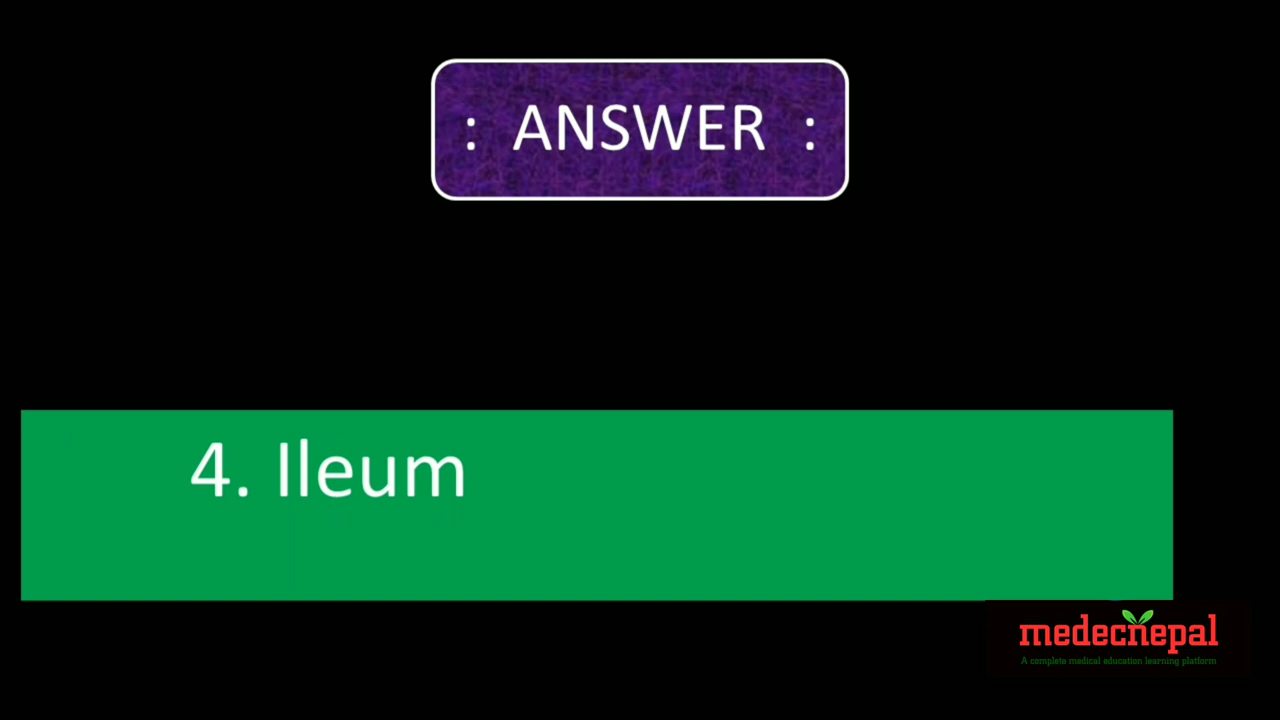 : ANSWER :
4. Ileum
medecnepal
A complete medical education learning platform